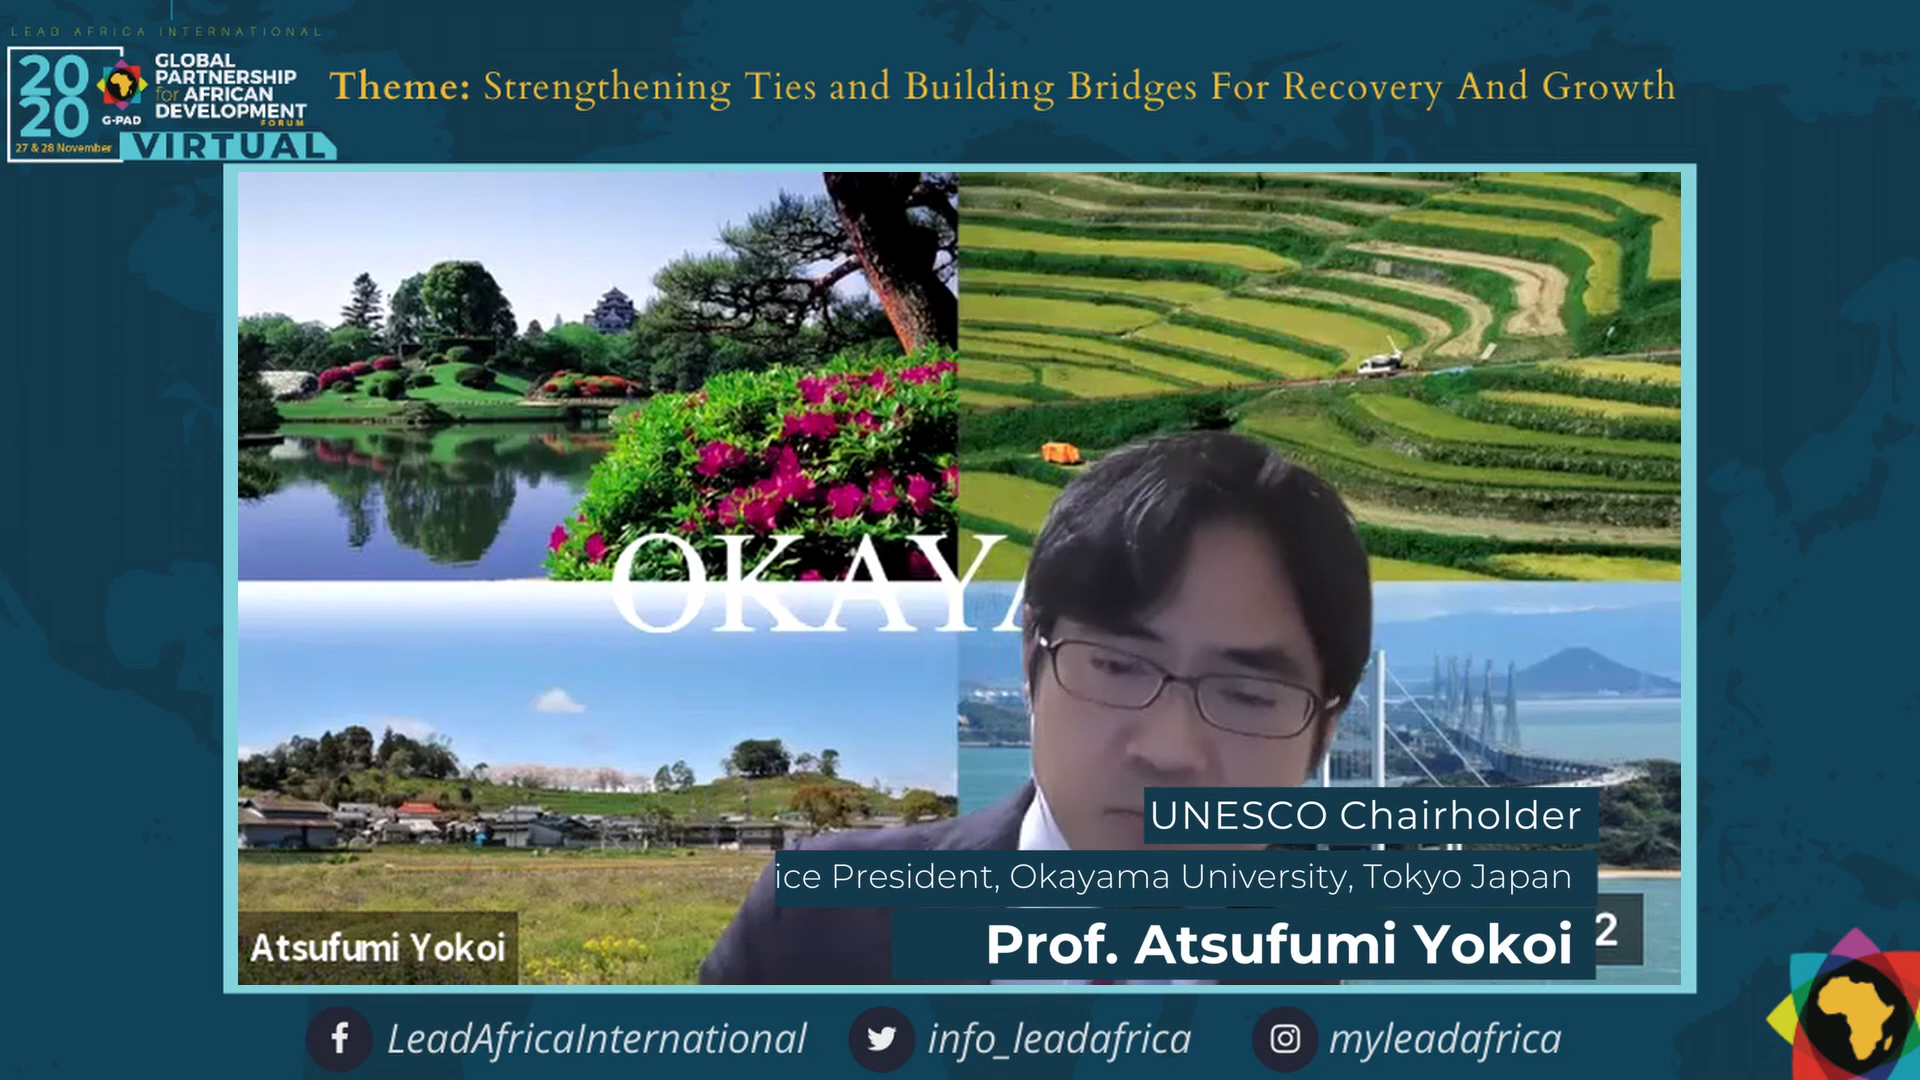 LEAD AFRICA INTERNATIONAL
20
20
27 & 28 November
G-PAD
GLOBAL
PARTNERSHIP
for AFRICAN
DEVELOPMENT
FORUM
VIRTUAL
Theme: Strengthening Ties and Building Bridges For Recovery And Growth
OKAYA
UNESCO Chairholder
ice President, Okayama University, Tokyo Japan
Prof. Atsufumi Yokoi
2
Atsufumi Yokoi
LeadAfricaInternational
info_leadafrica
myleadafrica